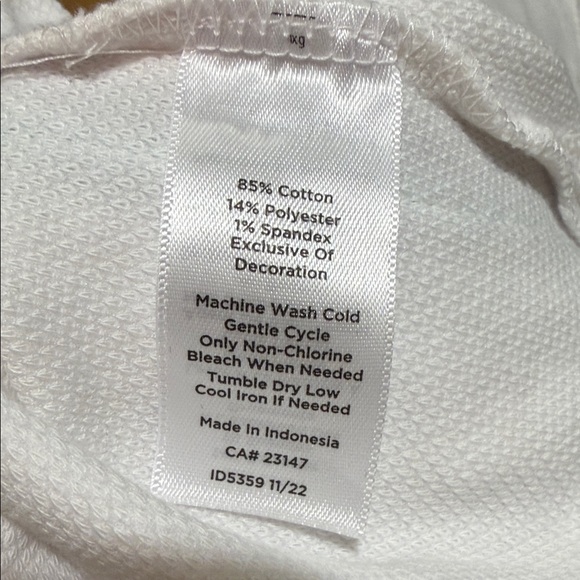 85% Cotton
14% Polyester
1% Spandex
Exclusive Of
Decoration
Machine Wash Cold
Gentle Cycle
Only Non-Chlorine
Bleach When Needed
Tumble Dry Low
Cool Iron If Needed
Made In Indonesia
CA# 23147
ID5359 11/22